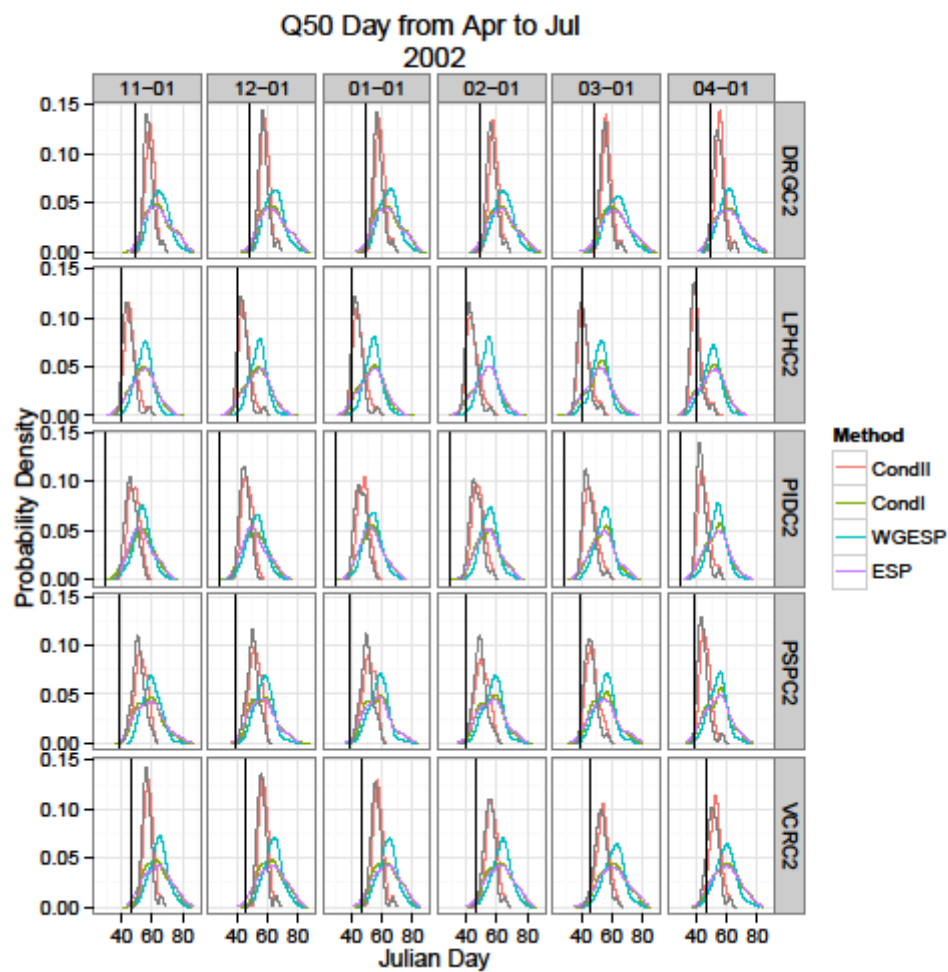 Q50 Day from Apr to Jul
2002
11−01 12−01 01−01 02−01 03−01 04−01
0.15
0.10
0.05
0.00
DRGC2
0.15
0.10
0.05
0.00
LPHC2
0.15
0.10
0.05
0.00
PIDC2
0.15
0.10
0.05
0.00
PSPC2
0.15
0.10
0.05
0.00
VCRC2
Probability Density
40 60 80 40 60 80 40 60 80 40 60 80 40 60 80 40 60 80
Julian Day
Method
CondII
CondI
WGESP
ESP